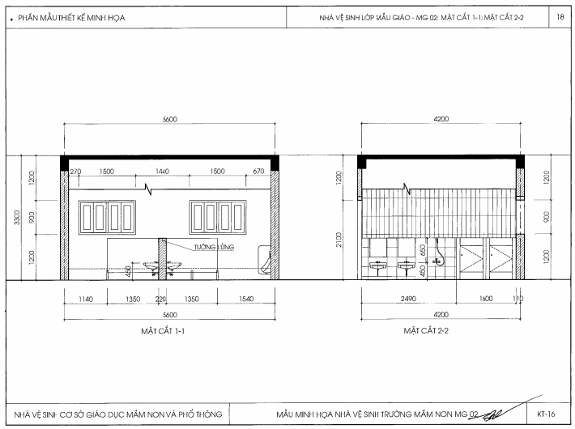 • PHẦN MẪU THIẾT KẾ MINH HỌA
NHÀ VỆ SINH LỚP MẪU GIÁO - MG 02: MẶT CẮT 1-1; MẶT CẮT 2-2
18
5600
4200
270 1500 1440 1500 670
3300
1200
900
1200
TƯỜNG LỬNG
450
1200
2100
650
450
1200
900
1200
1140 1350 220 1350 1540
5600
2490 1600 110
4200
MẶT CẮT 1-1
MẶT CẮT 2-2
NHÀ VỆ SINH CƠ SỞ GIÁO DỤC MẦM NON VÀ PHỔ THÔNG
MẪU MINH HỌA NHÀ VỆ SINH TRƯỜNG MẦM NON MG 02
KT-16